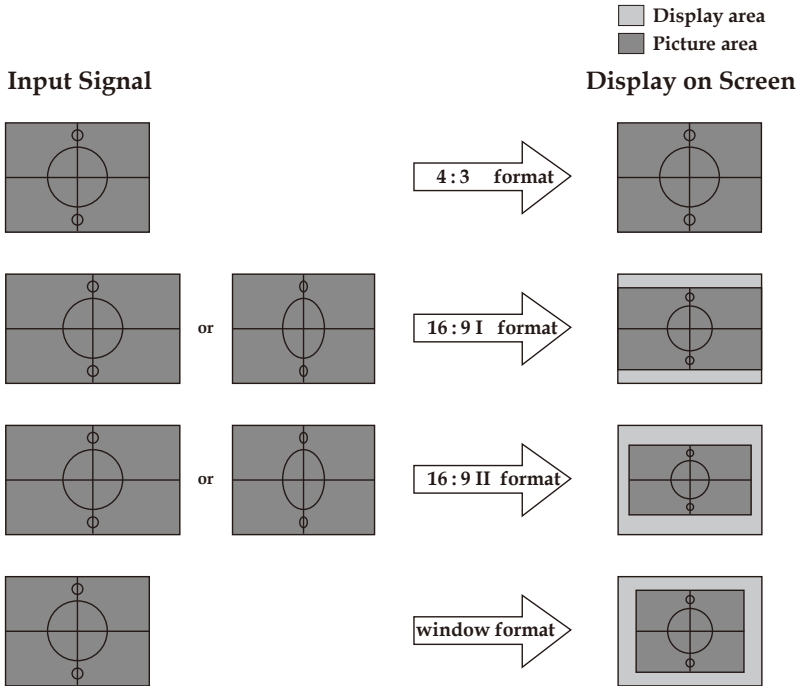 Display area
Picture area
Input Signal
Display on Screen
4 : 3 format
or
16 : 9 I format
or
16 : 9 II format
window format